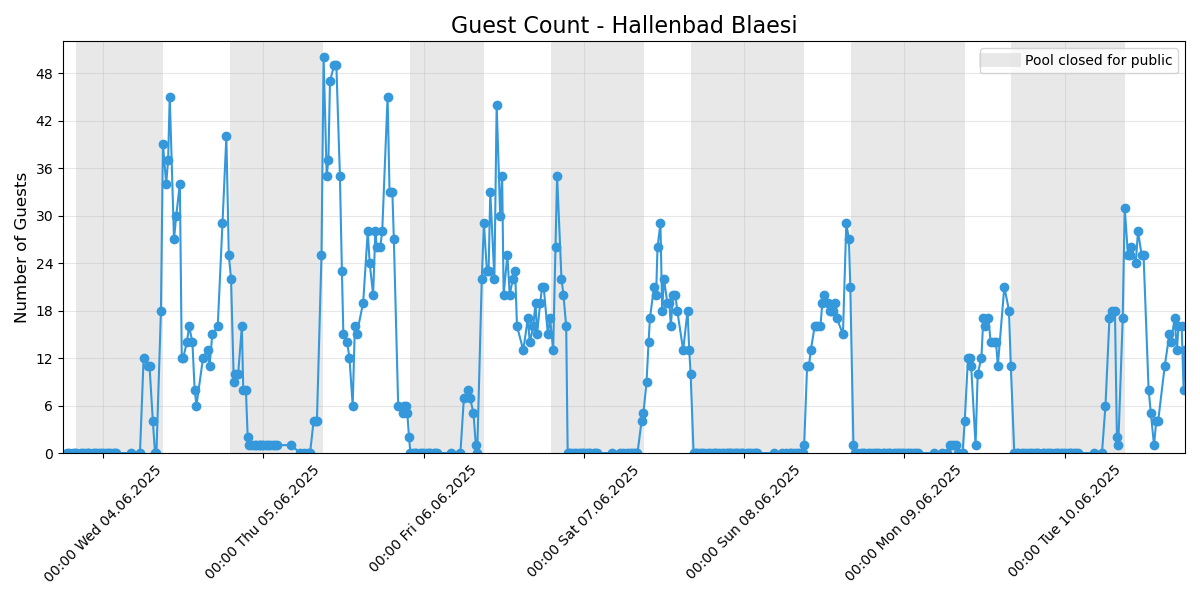 Guest Count - Hallenbad Blaesi
Pool closed for public
Number of Guests
48
42
36
30
24
18
12
6
0
00:00 Wed 04.06.2025
00:00 Thu 05.06.2025
00:00 Fri 06.06.2025
00:00 Sat 07.06.2025
00:00 Sun 08.06.2025
00:00 Mon 09.06.2025
00:00 Tue 10.06.2025